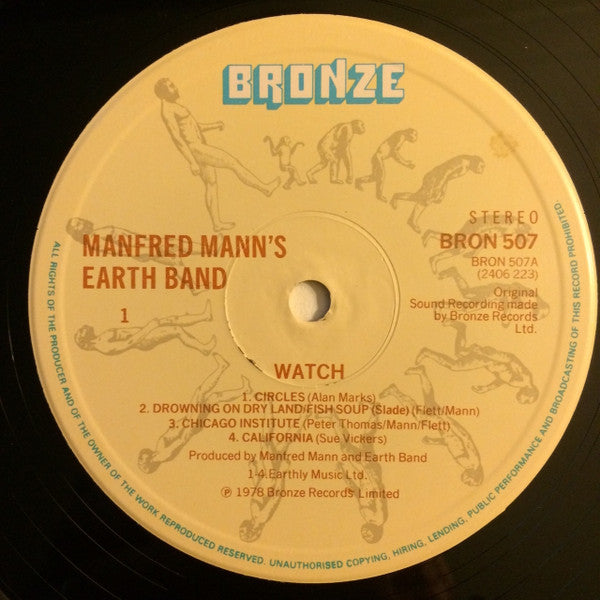 BRONZE
STEREO
BRON 507
BRON 507A
(2406 223)
MANFRED MANN'S
EARTH BAND
1
Original
Sound Recording made
by Bronze Records
Ltd.
WATCH
1. CIRCLES (Alan Marks)
2. DROWNING ON DRY LAND/FISH SOUP (Slade) (Flett/Mann)
3. CHICAGO INSTITUTE (Peter Thomas/Mann/Flett)
4. CALIFORNIA (Sue Vickers)
Produced by Manfred Mann and Earth Band
1-4.Earthly Music Ltd.
℗ 1978 Bronze Records Limited
ALL RIGHTS OF THE PRODUCER AND OF THE OWNER OF THE WORK REPRODUCED RESERVED. UNAUTHORISED COPYING, HIRING, LENDING, PUBLIC PERFORMANCE AND BROADCASTING OF THIS RECORD PROHIBITED.